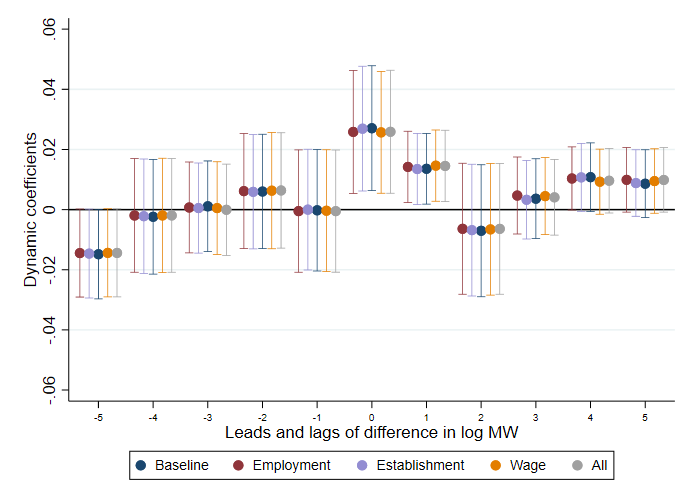 Dynamic coefficients
.06
.04
.02
0
-.02
-.04
-.06
-5 -4 -3 -2 -1 0 1 2 3 4 5
Leads and lags of difference in log MW
Baseline Employment Establishment Wage All